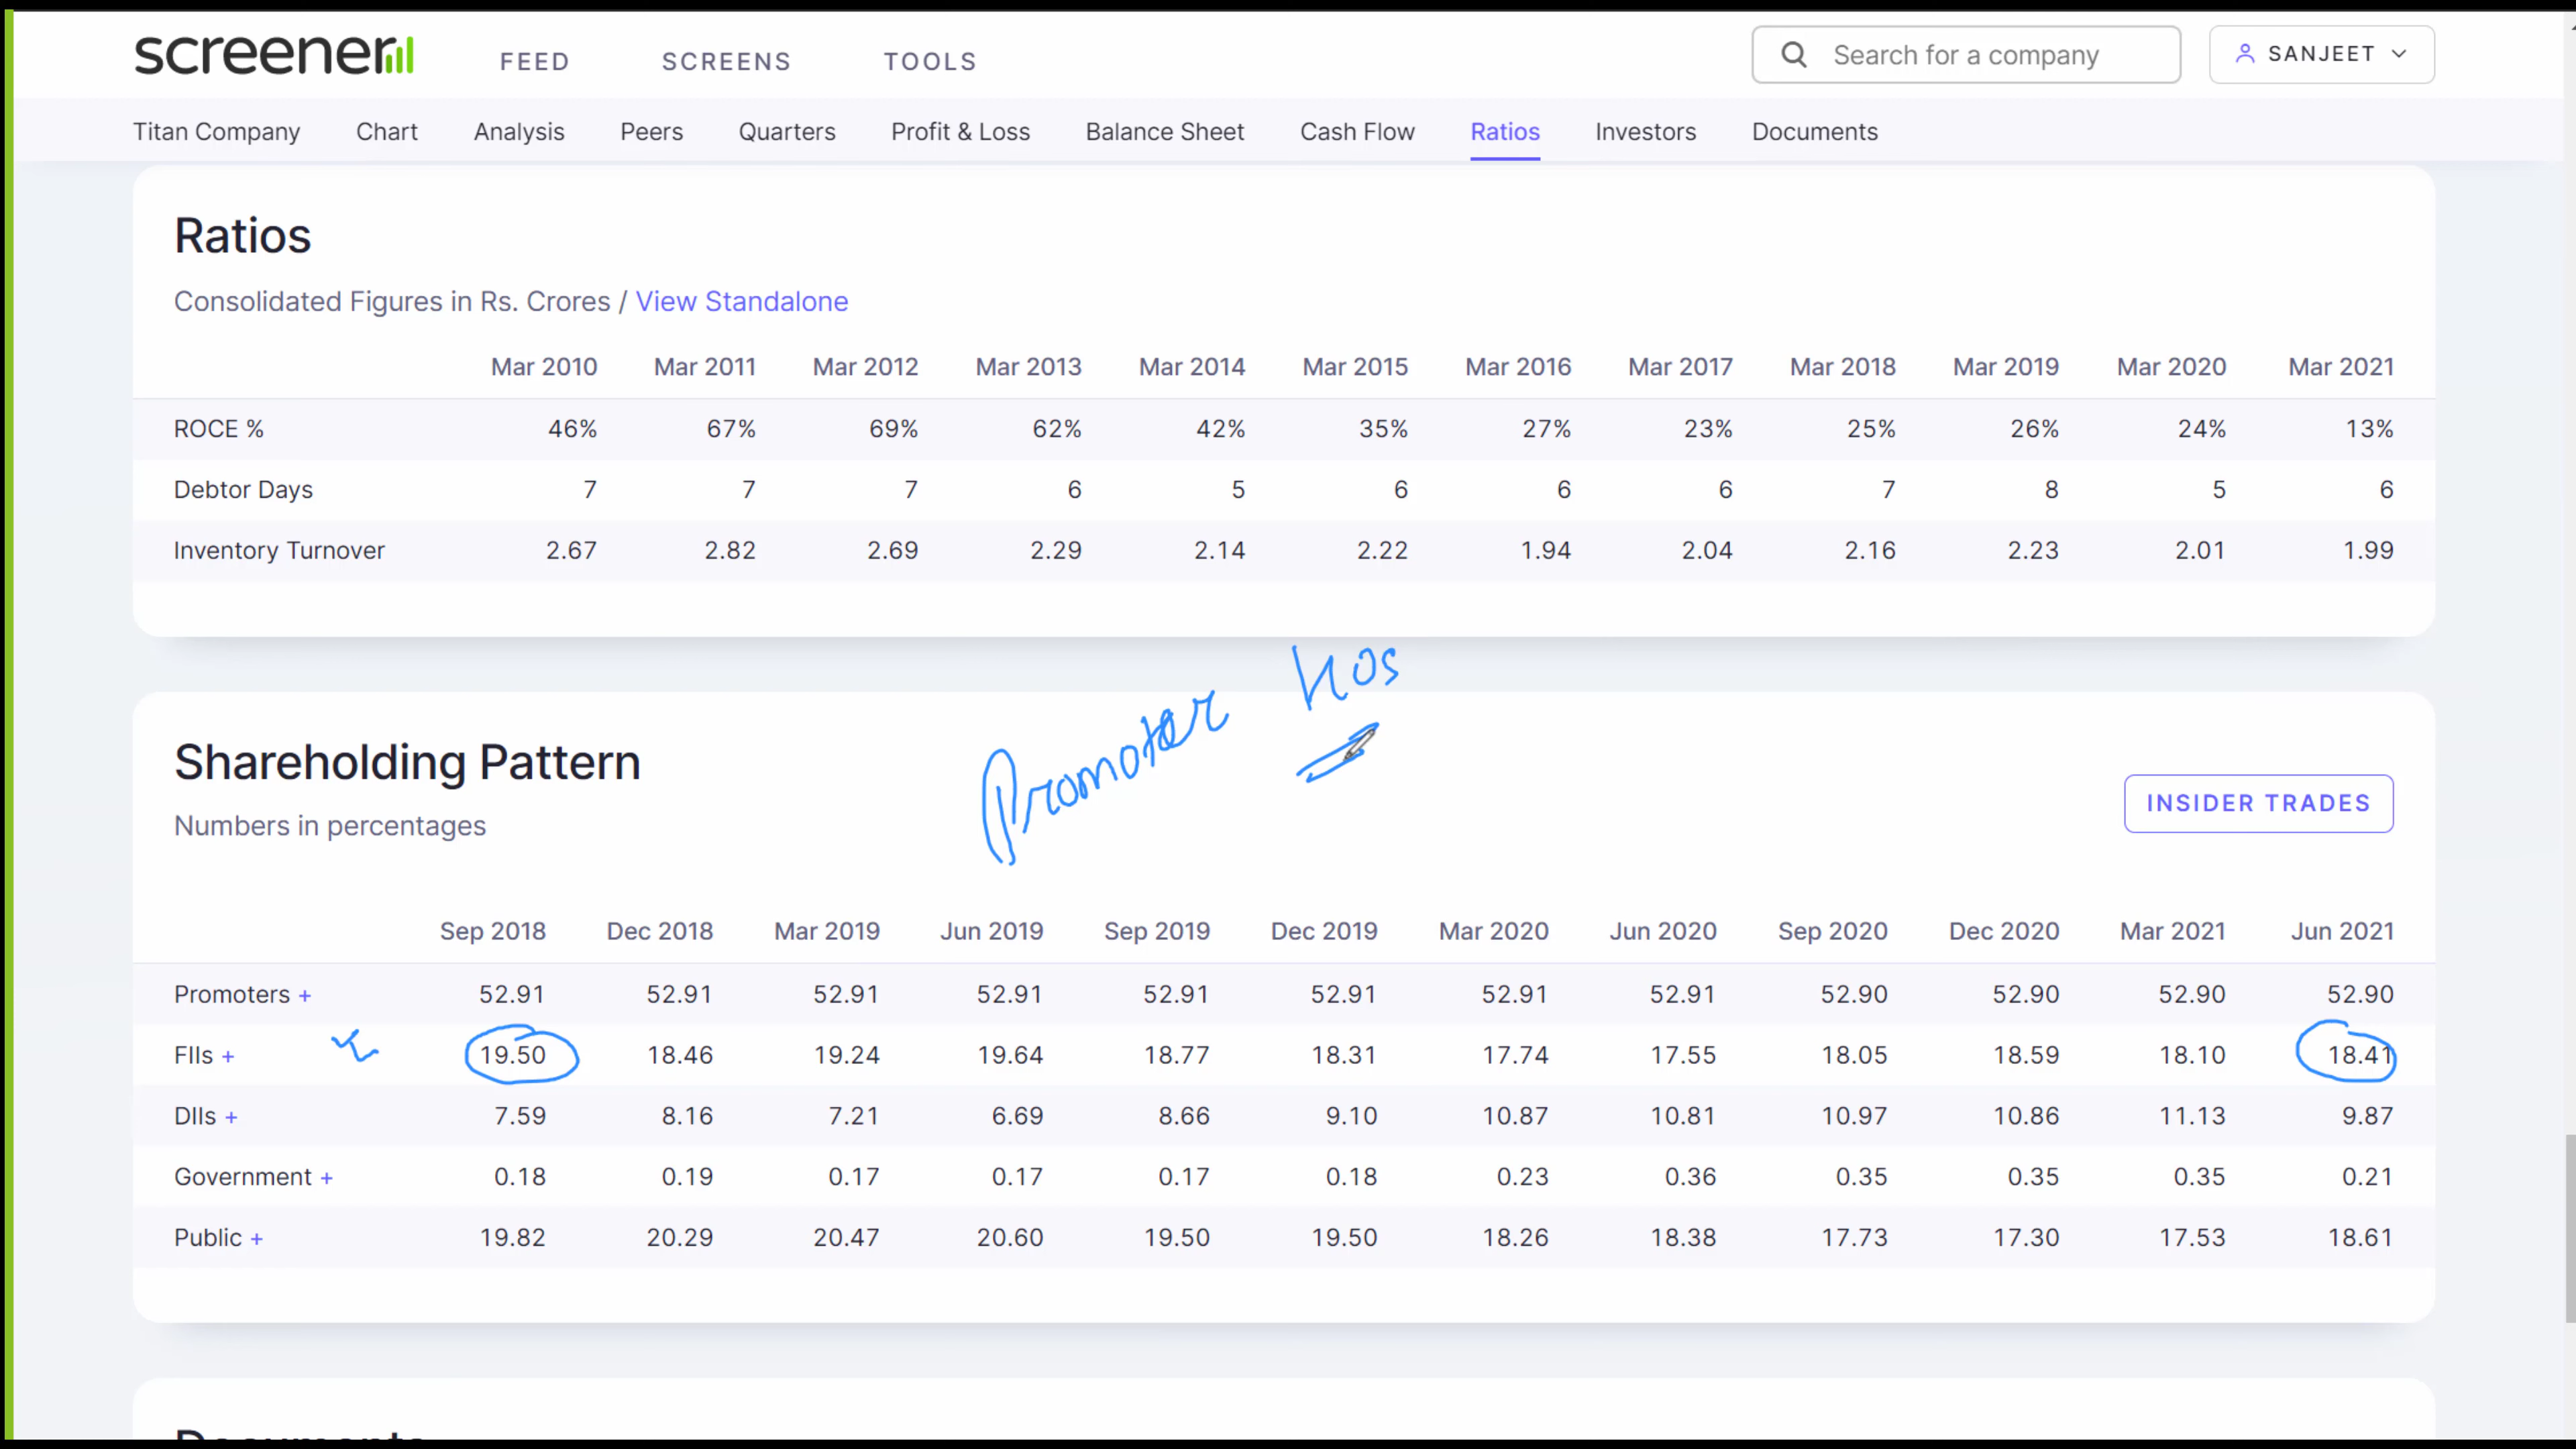 screener FEED SCREENS TOOLS Search for a company SANJEET
Titan Company Chart Analysis Peers Quarters Profit & Loss Balance Sheet Cash Flow Ratios Investors Documents
Ratios
Consolidated Figures in Rs. Crores / View Standalone
Mar 2010 Mar 2011 Mar 2012 Mar 2013 Mar 2014 Mar 2015 Mar 2016 Mar 2017 Mar 2018 Mar 2019 Mar 2020 Mar 2021
ROCE % 46% 67% 69% 62% 42% 35% 27% 23% 25% 26% 24% 13%
Debtor Days 7 7 7 6 5 6 6 6 7 8 5 6
Inventory Turnover 2.67 2.82 2.69 2.29 2.14 2.22 1.94 2.04 2.16 2.23 2.01 1.99
Promoter
Shareholding Pattern
Numbers in percentages
INSIDER TRADES
Sep 2018 Dec 2018 Mar 2019 Jun 2019 Sep 2019 Dec 2019 Mar 2020 Jun 2020 Sep 2020 Dec 2020 Mar 2021 Jun 2021
Promoters + 52.91 52.91 52.91 52.91 52.91 52.91 52.91 52.91 52.90 52.90 52.90 52.90
FIIs + 19.50 18.46 19.24 19.64 18.77 18.31 17.74 17.55 18.05 18.59 18.10 18.41
DIIs + 7.59 8.16 7.21 6.69 8.66 9.10 10.87 10.81 10.97 10.86 11.13 9.87
Government + 0.18 0.19 0.17 0.17 0.17 0.18 0.23 0.36 0.35 0.35 0.35 0.21
Public + 19.82 20.29 20.47 20.60 19.50 19.50 18.26 18.38 17.73 17.30 17.53 18.61